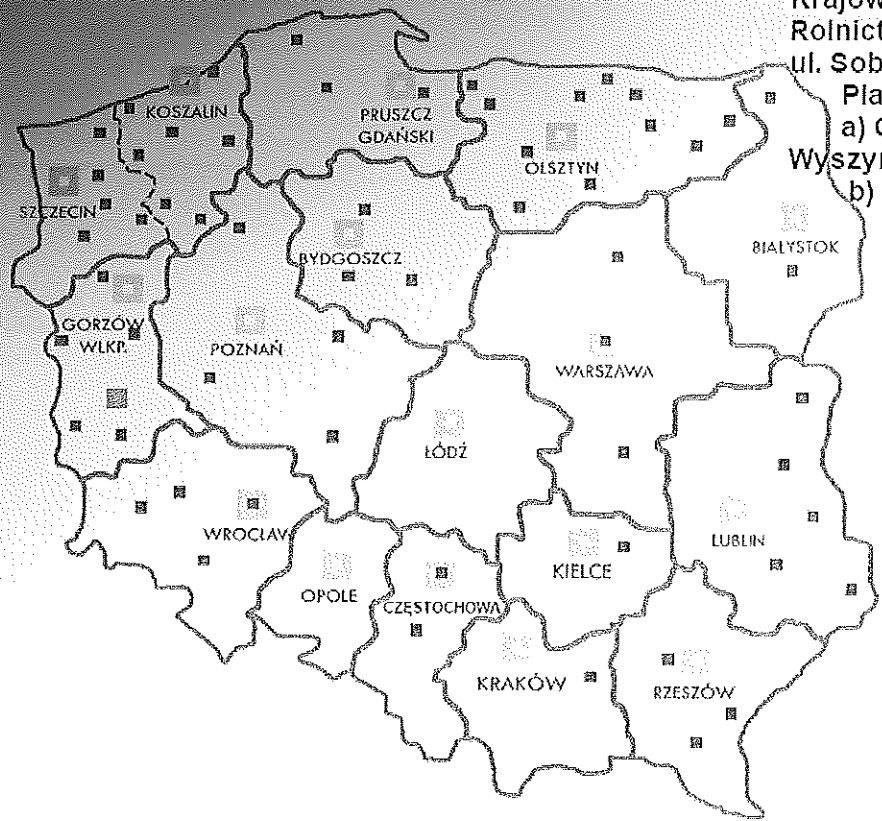 Rolnict
ul. Sob
Pla
a)
Wyszyn
b)
KOSZALIN
PRUSZCZ
GDAŃSKI
OLSZTYN
SZCZECIN
BYDGOSZCZ
BIAŁYSTOK
GORZÓW
WLKP.
POZNAŃ
WARSZAWA
ŁÓDŹ
WROCŁAW
LUBLIN
OPOLE
CZĘSTOCHOWA
KIELCE
KRAKÓW
RZESZÓW